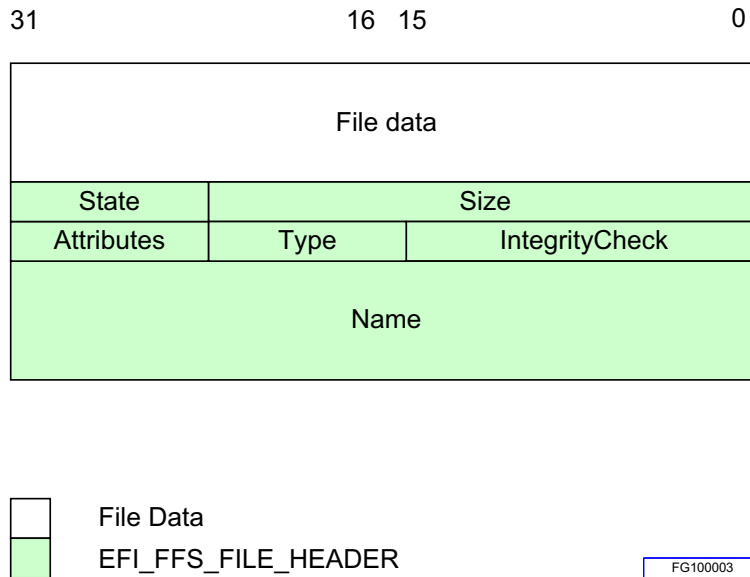 31 16 15 0
File data
State Size
Attributes Type IntegrityCheck
Name
File Data
EFI_FFS_FILE_HEADER
FG100003